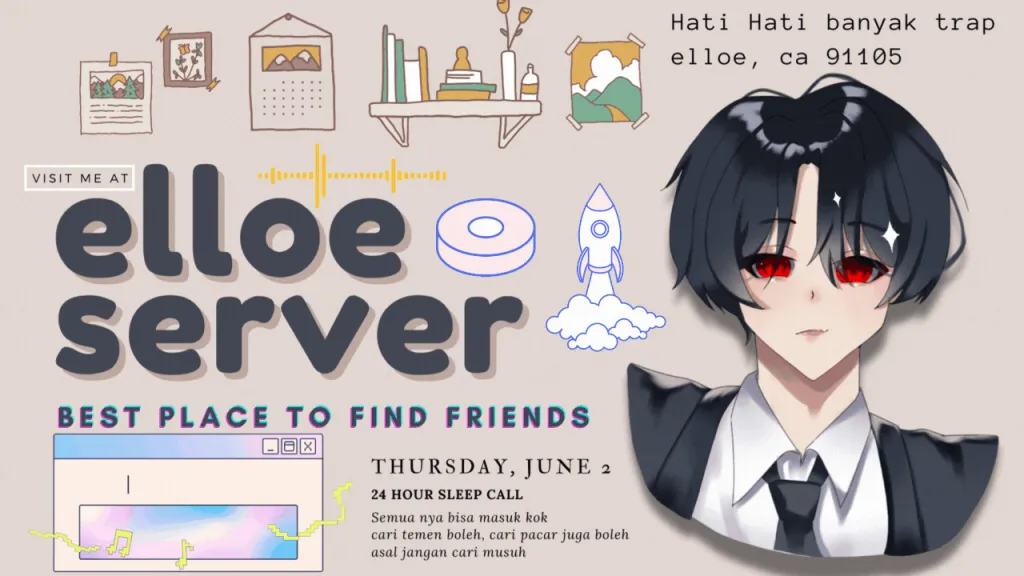 Hati Hati banyak trap
elloe, ca 91105
VISIT ME AT
elloe
server
BEST PLACE TO FIND FRIENDS
THURSDAY, JUNE 2
24 HOUR SLEEP CALL
Semua nya bisa masuk kok
cari temen boleh, cari pacar juga boleh
asal jangan cari musuh